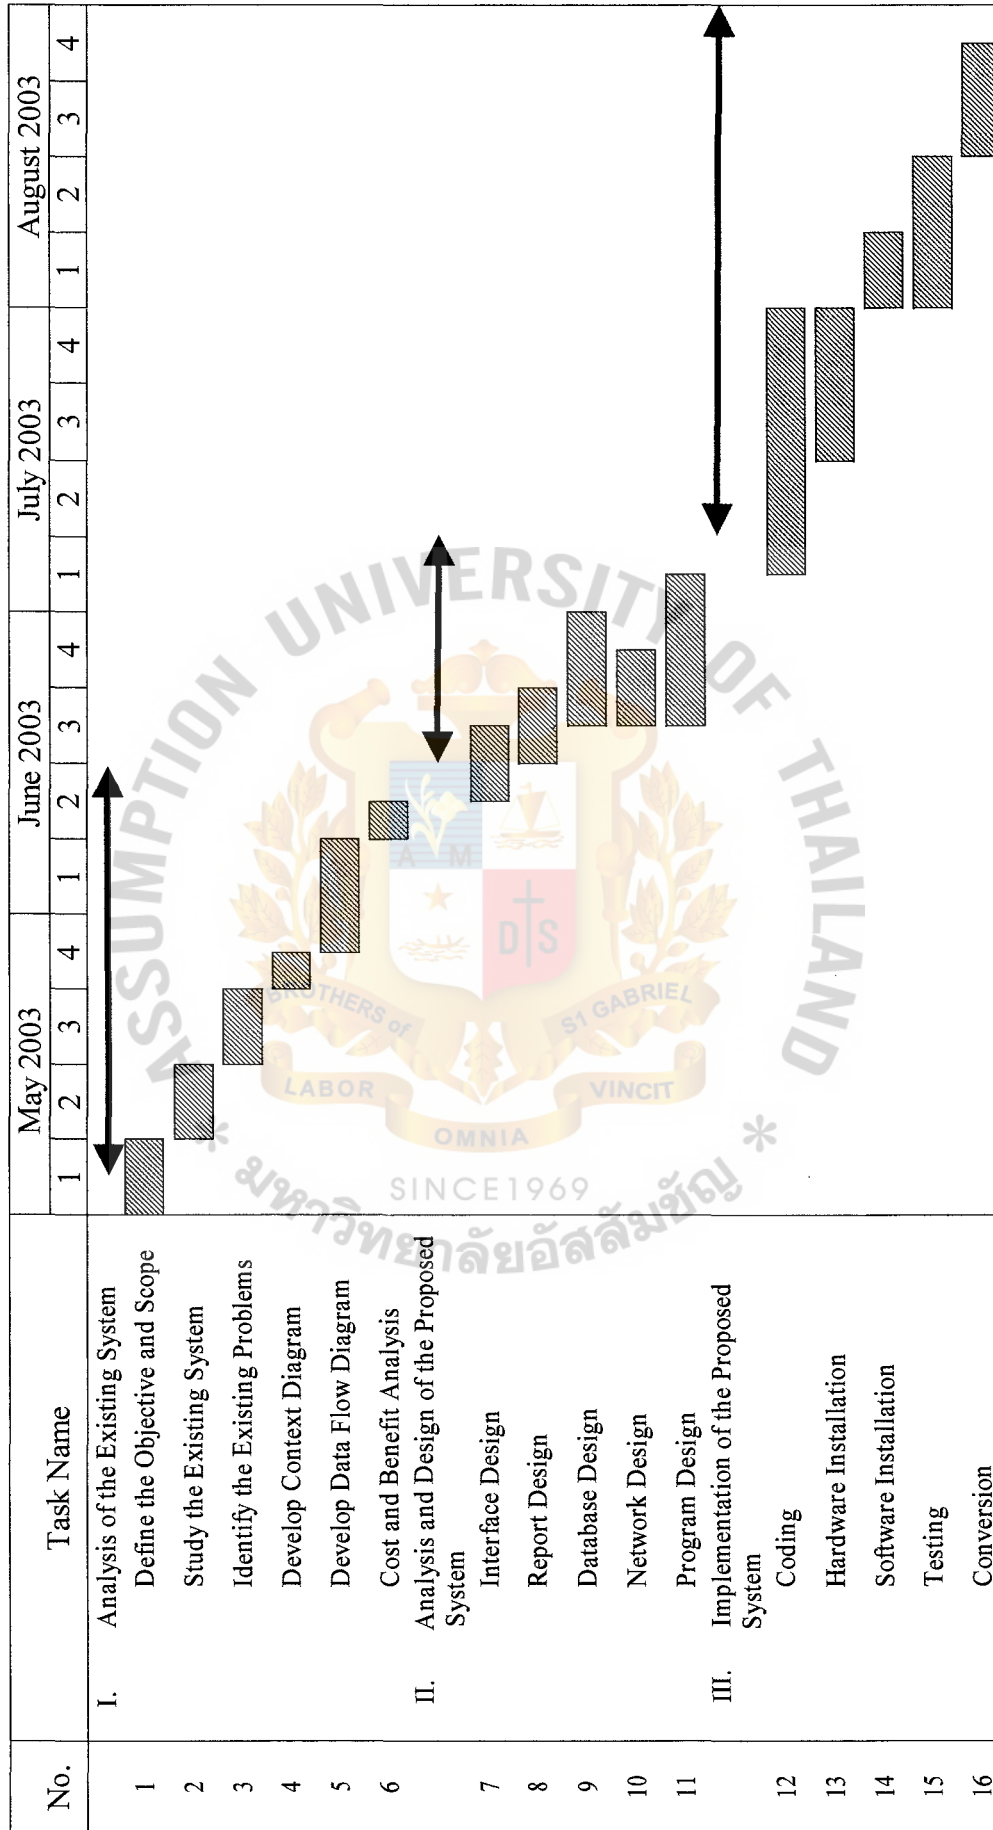 No. Task Name May 2003 June 2003 July 2003 August 2003
1 2 3 4 1 2 3 4 1 2 3 4 1 2 3 4
I. Analysis of the Existing System
1 Define the Objective and Scope
2 Study the Existing System
3 Identify the Existing Problems
4 Develop Context Diagram
5 Develop Data Flow Diagram
6 Cost and Benefit Analysis
II. Analysis and Design of the Proposed
System
7 Interface Design
8 Report Design
9 Database Design
10 Network Design
11 Program Design
III. Implementation of the Proposed
System
12 Coding
13 Hardware Installation
14 Software Installation
15 Testing
16 Conversion
ASSUMPTION UNIVERSITY OF THAILAND
A M
D S
BROTHERS of S1 GABRIEL
LABOR OMNIA VINCIT
SINCE1969
* มหาวิทยาลัยอัสสัมชัญ *